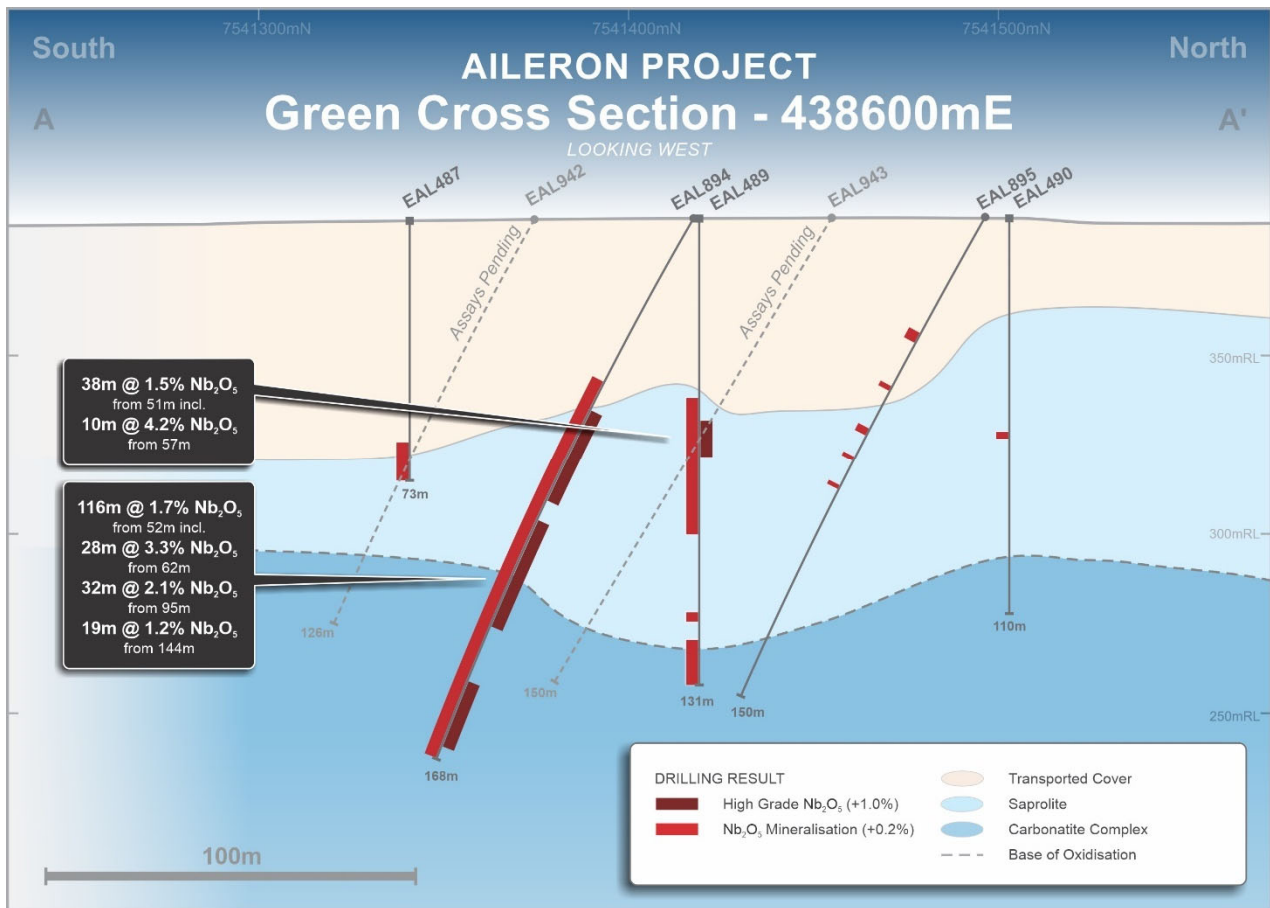 7541300mN
7541400mN
7541500mN
South
North
AILERON PROJECT
Green Cross Section - 438600mE
A
A'
LOOKING WEST
EAL487
EAL942
EAL894
EAL489
EAL943
EAL895
EAL490
Assays Pending
Assays Pending
350mRL
38m @ 1.5% Nb₂O₅
from 51m incl.
10m @ 4.2% Nb₂O₅
from 57m
73m
116m @ 1.7% Nb₂O₅
from 52m incl.
28m @ 3.3% Nb₂O₅
from 62m
32m @ 2.1% Nb₂O₅
from 95m
19m @ 1.2% Nb₂O₅
from 144m
300mRL
126m
110m
150m
131m
150m
250mRL
168m
DRILLING RESULT
High Grade Nb₂O₅ (+1.0%)
Nb₂O₅ Mineralisation (+0.2%)
Transported Cover
Saprolite
Carbonatite Complex
Base of Oxidisation
100m